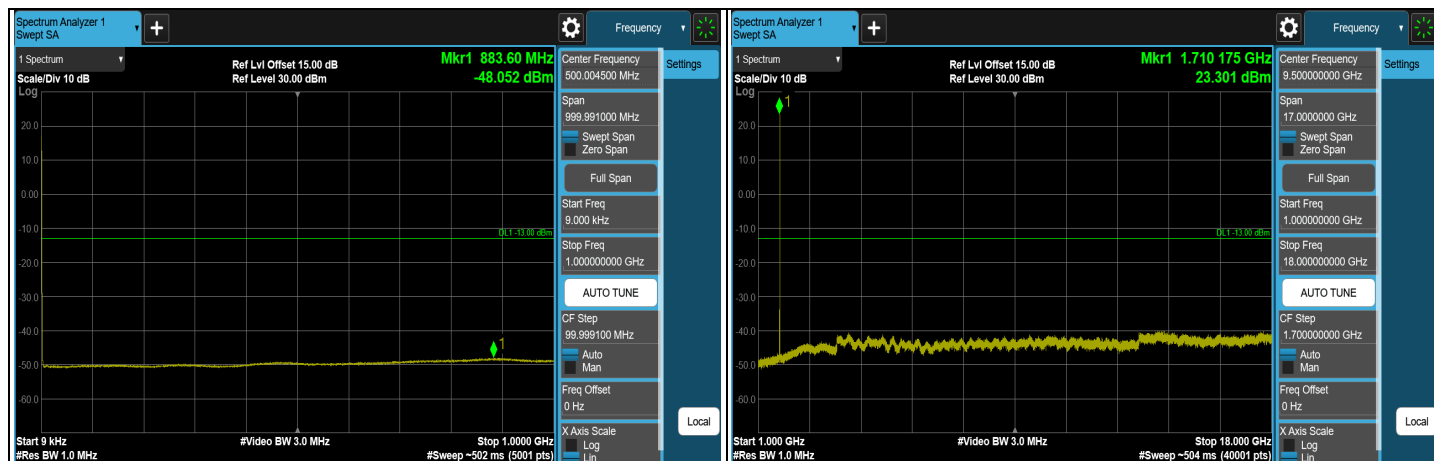 Spectrum Analyzer 1
Swept SA
+
Frequency
1 Spectrum
Scale/Div 10 dB
Log
Ref Lvl Offset 15.00 dB
Ref Level 30.00 dBm
Mkr1 883.60 MHz
-48.052 dBm
20.0
10.0
0.00
-10.0
-20.0
-30.0
-40.0
-50.0
-60.0
DL1 -13.00 dBm
1
Start 9 kHz
#Res BW 1.0 MHz
#Video BW 3.0 MHz
Stop 1.0000 GHz
#Sweep ~502 ms (5001 pts)
Center Frequency
500.004500 MHz
Span
999.991000 MHz
Swept Span
Zero Span
Full Span
Start Freq
9.000 kHz
Stop Freq
1.000000000 GHz
AUTO TUNE
CF Step
99.999100 MHz
Auto
Man
Freq Offset
0 Hz
X Axis Scale
Log
Lin
Settings
Local
Spectrum Analyzer 1
Swept SA
+
Frequency
1 Spectrum
Scale/Div 10 dB
Log
Ref Lvl Offset 15.00 dB
Ref Level 30.00 dBm
Mkr1 1.710 175 GHz
23.301 dBm
1
20.0
10.0
0.00
-10.0
-20.0
-30.0
-40.0
-50.0
-60.0
DL1 -13.00 dBm
Start 1.000 GHz
#Res BW 1.0 MHz
#Video BW 3.0 MHz
Stop 18.000 GHz
#Sweep ~504 ms (40001 pts)
Center Frequency
9.500000000 GHz
Span
17.0000000 GHz
Swept Span
Zero Span
Full Span
Start Freq
1.000000000 GHz
Stop Freq
18.000000000 GHz
AUTO TUNE
CF Step
1.700000000 GHz
Auto
Man
Freq Offset
0 Hz
X Axis Scale
Log
Lin
Settings
Local